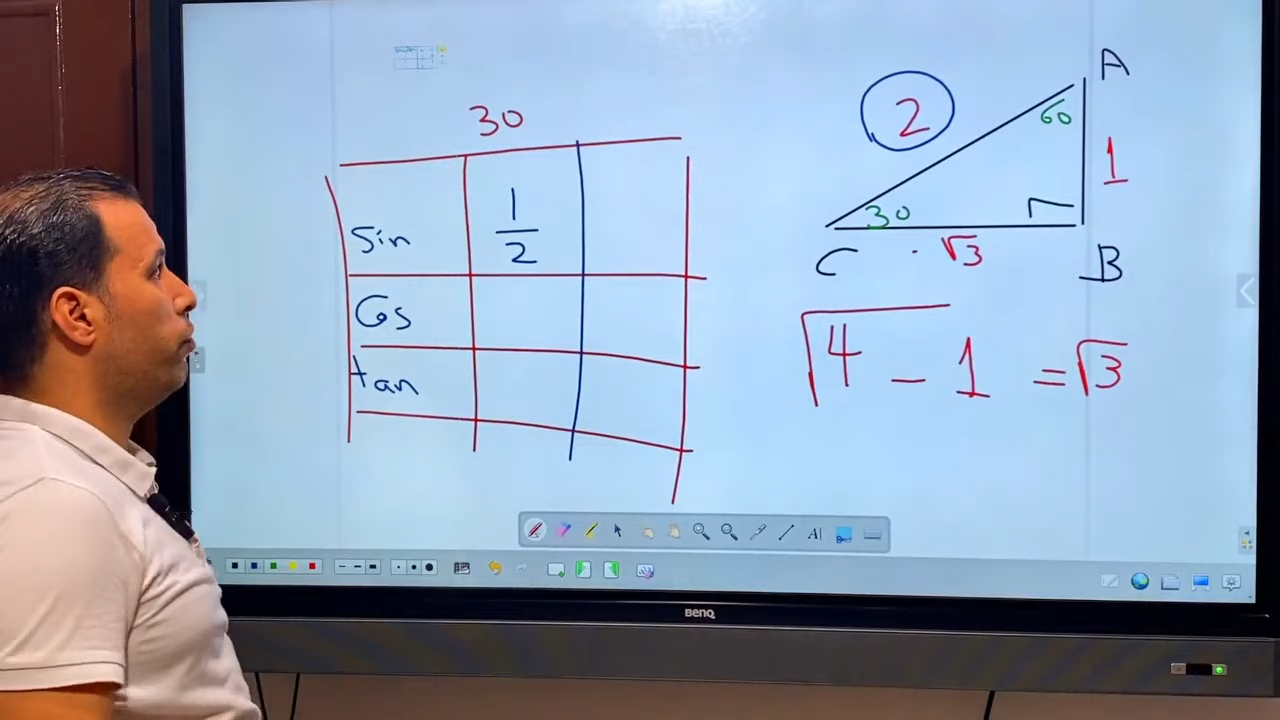 30
Sin
1
2
Cos
tan
2
A
60
1
30
C
√3
B
√4 - 1 = √3
A|
BenQ